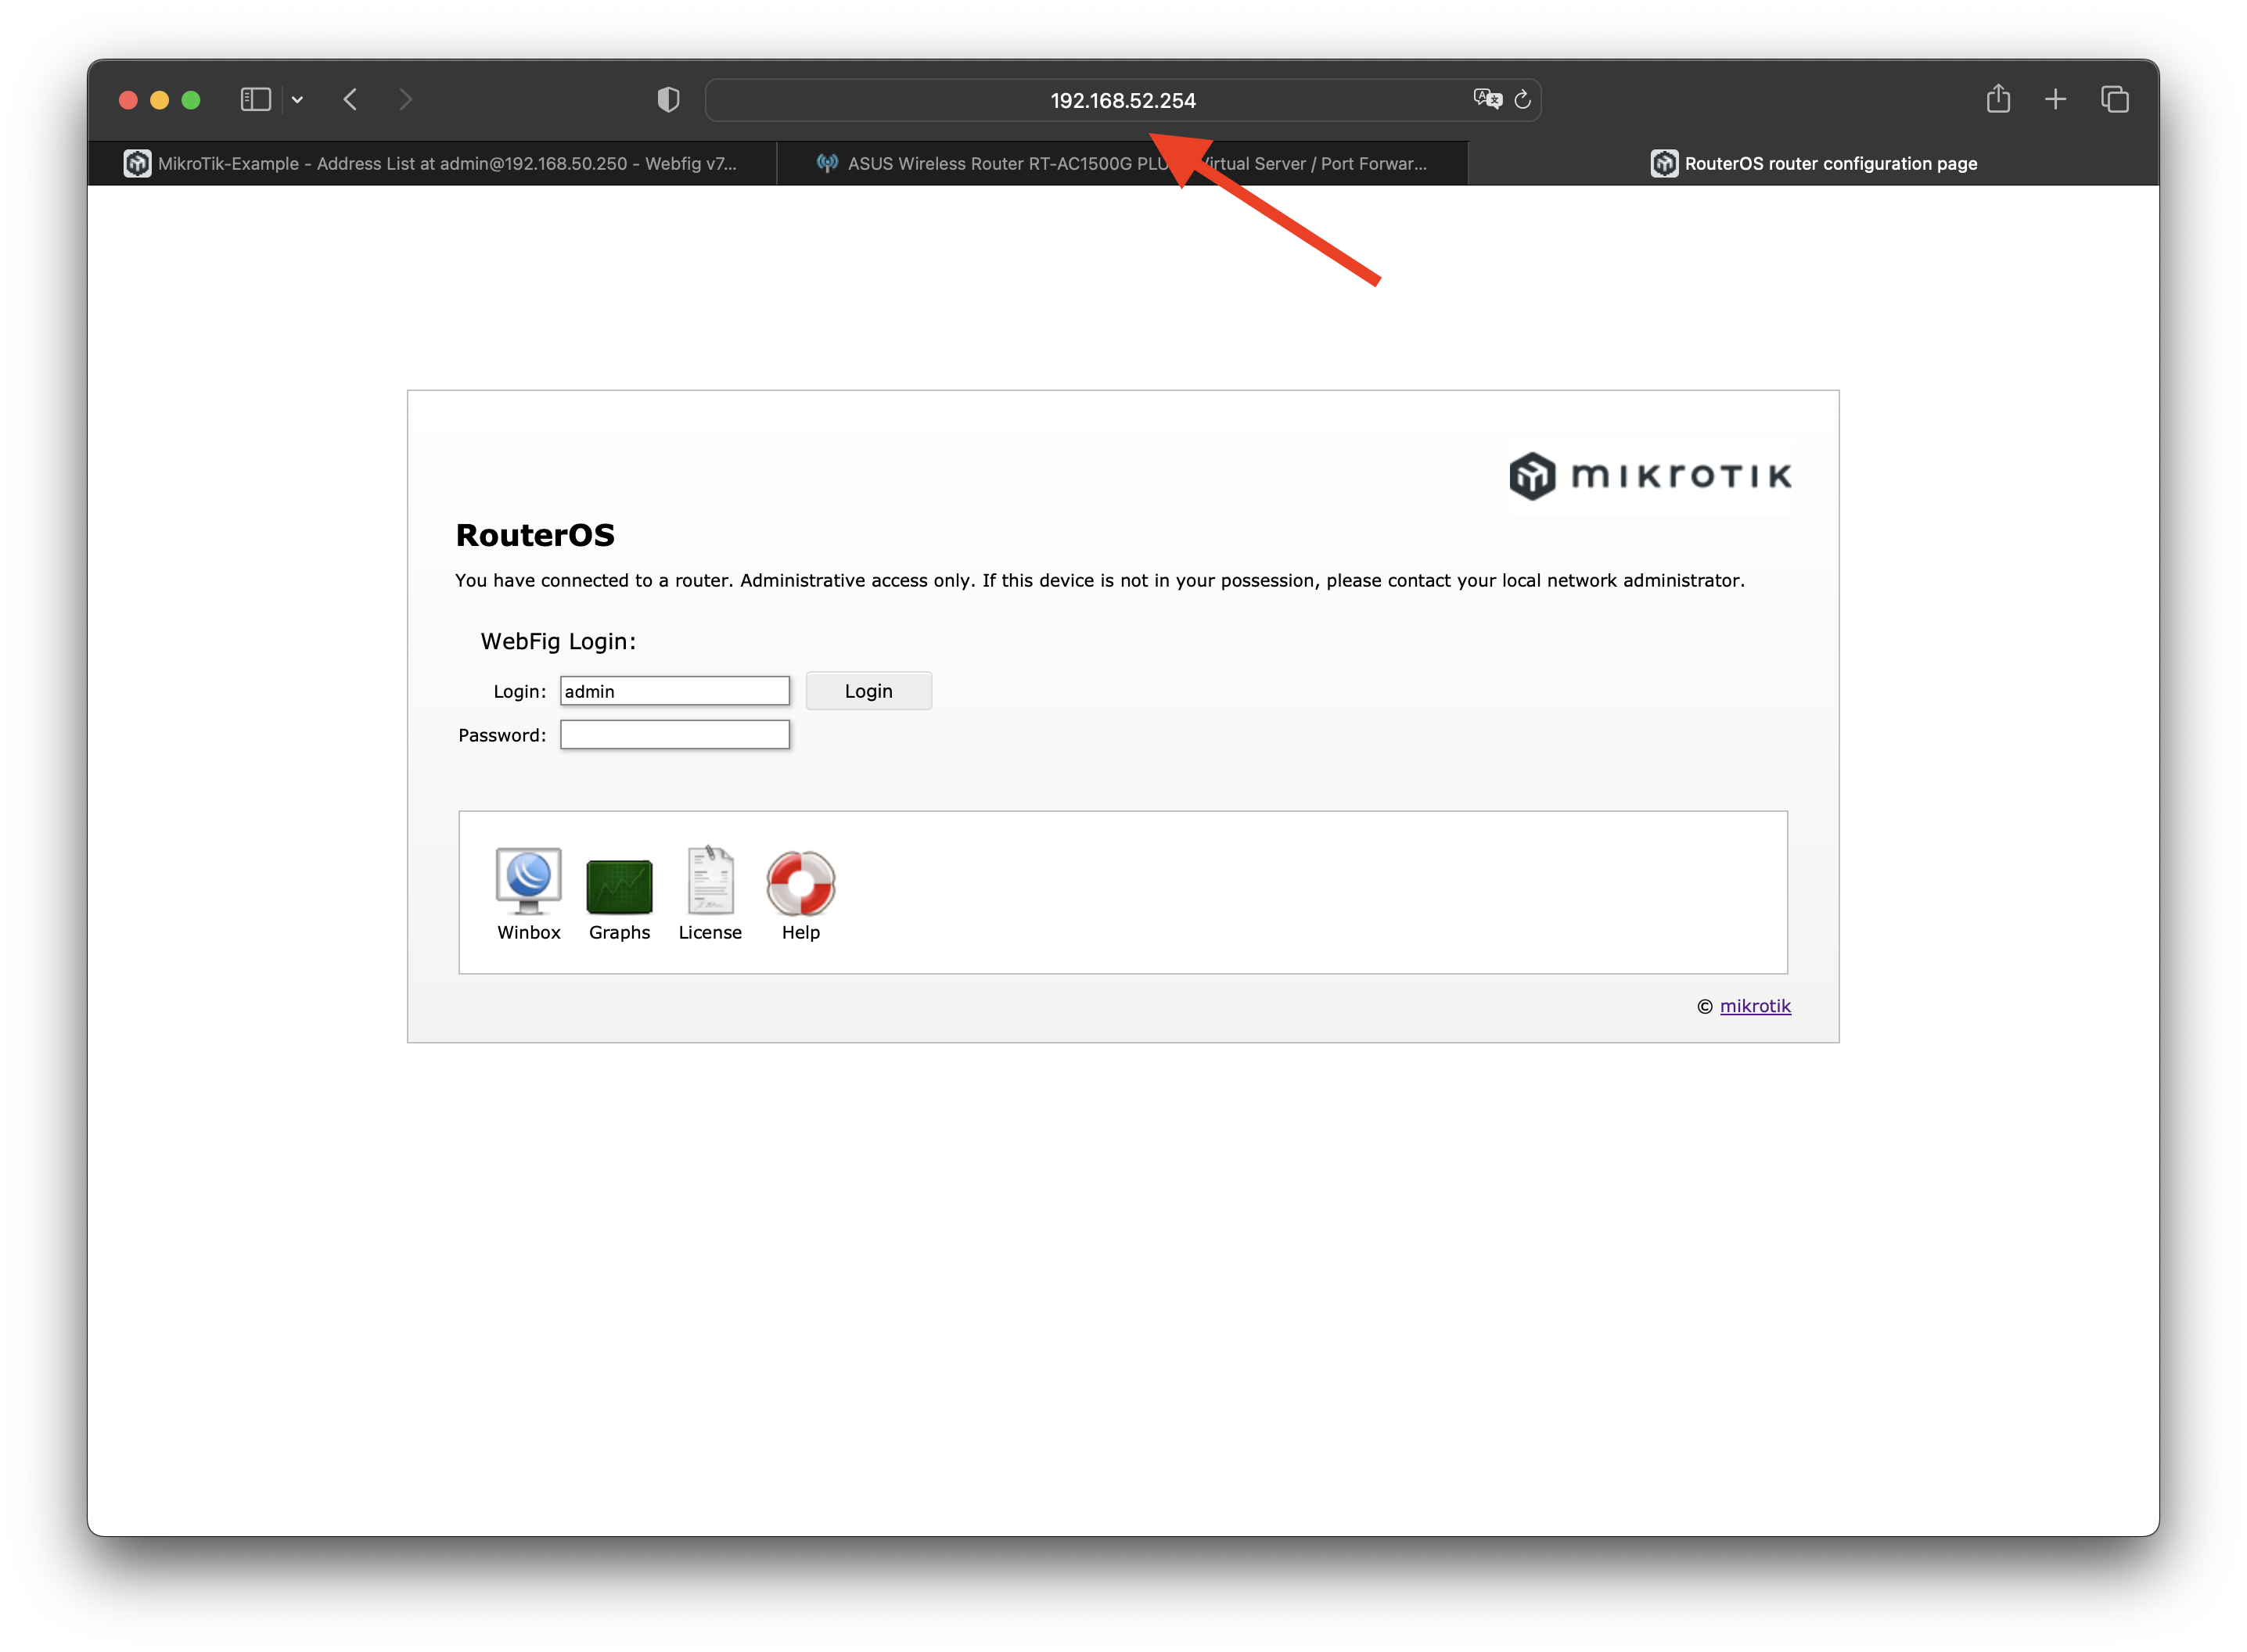 192.168.52.254
MikroTik-Example - Address List at admin@192.168.50.250 - Webfig v7...
ASUS Wireless Router RT-AC1500G PLU irtual Server / Port Forwar...
RouterOS router configuration page
mikrotik
RouterOS
You have connected to a router. Administrative access only. If this device is not in your possession, please contact your local network administrator.
WebFig Login:
Login: admin Login
Password:
Winbox Graphs License Help
© mikrotik